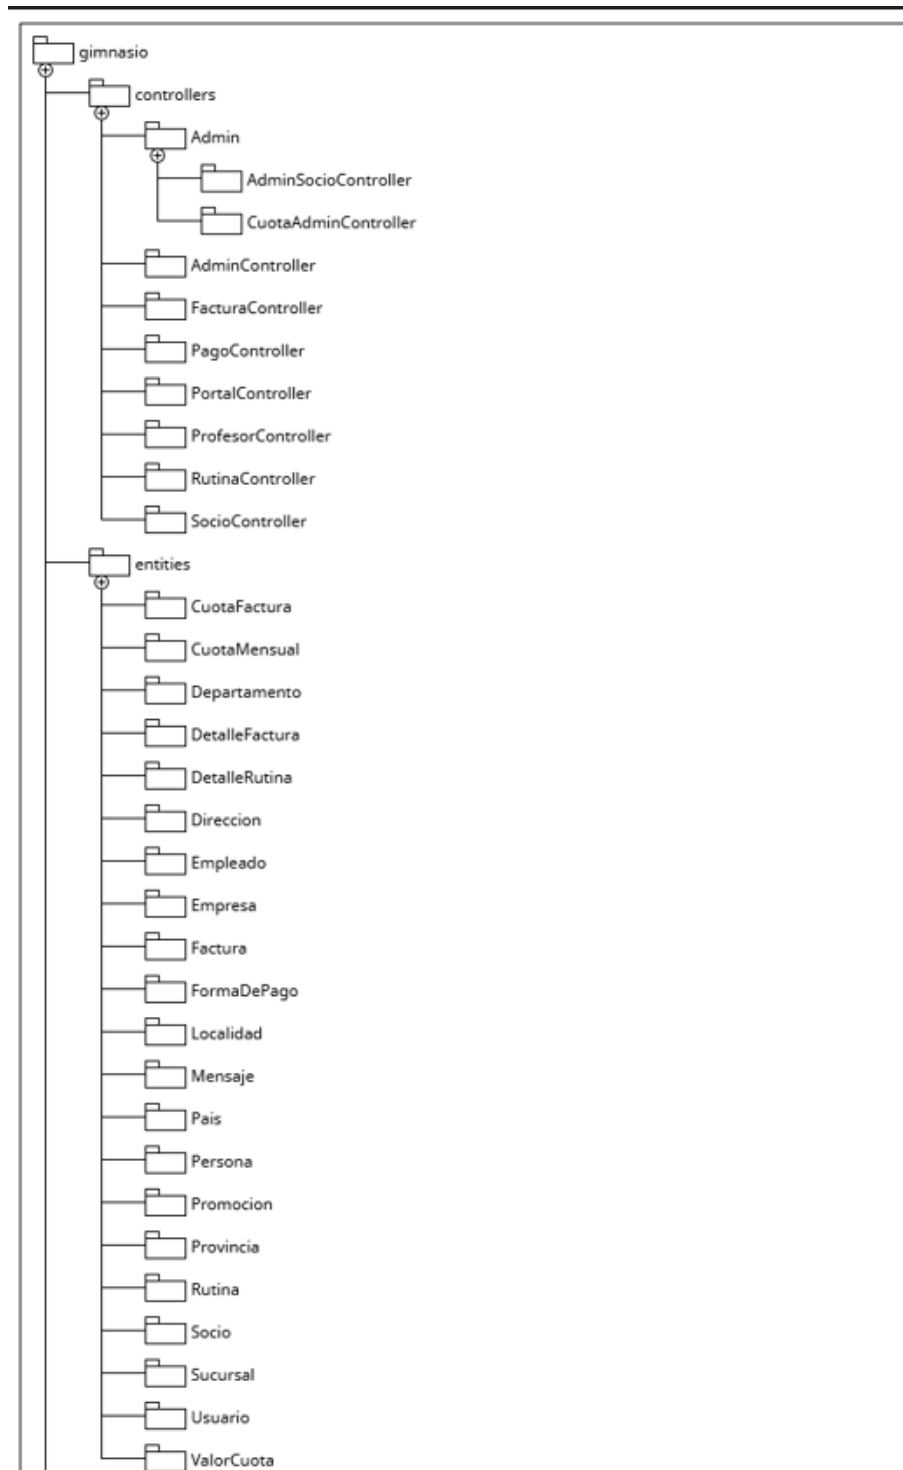 gimnasio
controllers
Admin
AdminSocioController
CuotaAdminController
AdminController
FacturaController
PagoController
PortalController
ProfesorController
RutinaController
SocioController
entities
CuotaFactura
CuotaMensual
Departamento
DetalleFactura
DetalleRutina
Direccion
Empleado
Empresa
Factura
FormaDePago
Localidad
Mensaje
Pais
Persona
Promocion
Provincia
Rutina
Socio
Sucursal
Usuario
ValorCuota